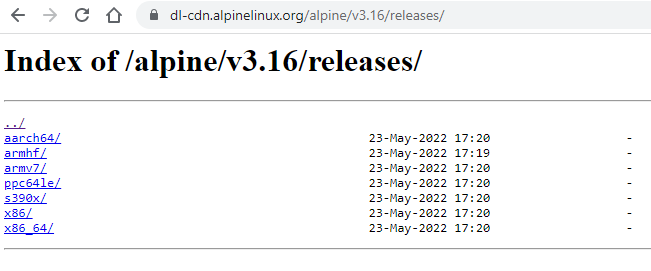 dl-cdn.alpinelinux.org/alpine/v3.16/releases/
Index of /alpine/v3.16/releases/
../
aarch64/ 23-May-2022 17:20 -
armhf/ 23-May-2022 17:19 -
armv7/ 23-May-2022 17:20 -
ppc64le/ 23-May-2022 17:20 -
s390x/ 23-May-2022 17:20 -
x86/ 23-May-2022 17:20 -
x86_64/ 23-May-2022 17:20 -